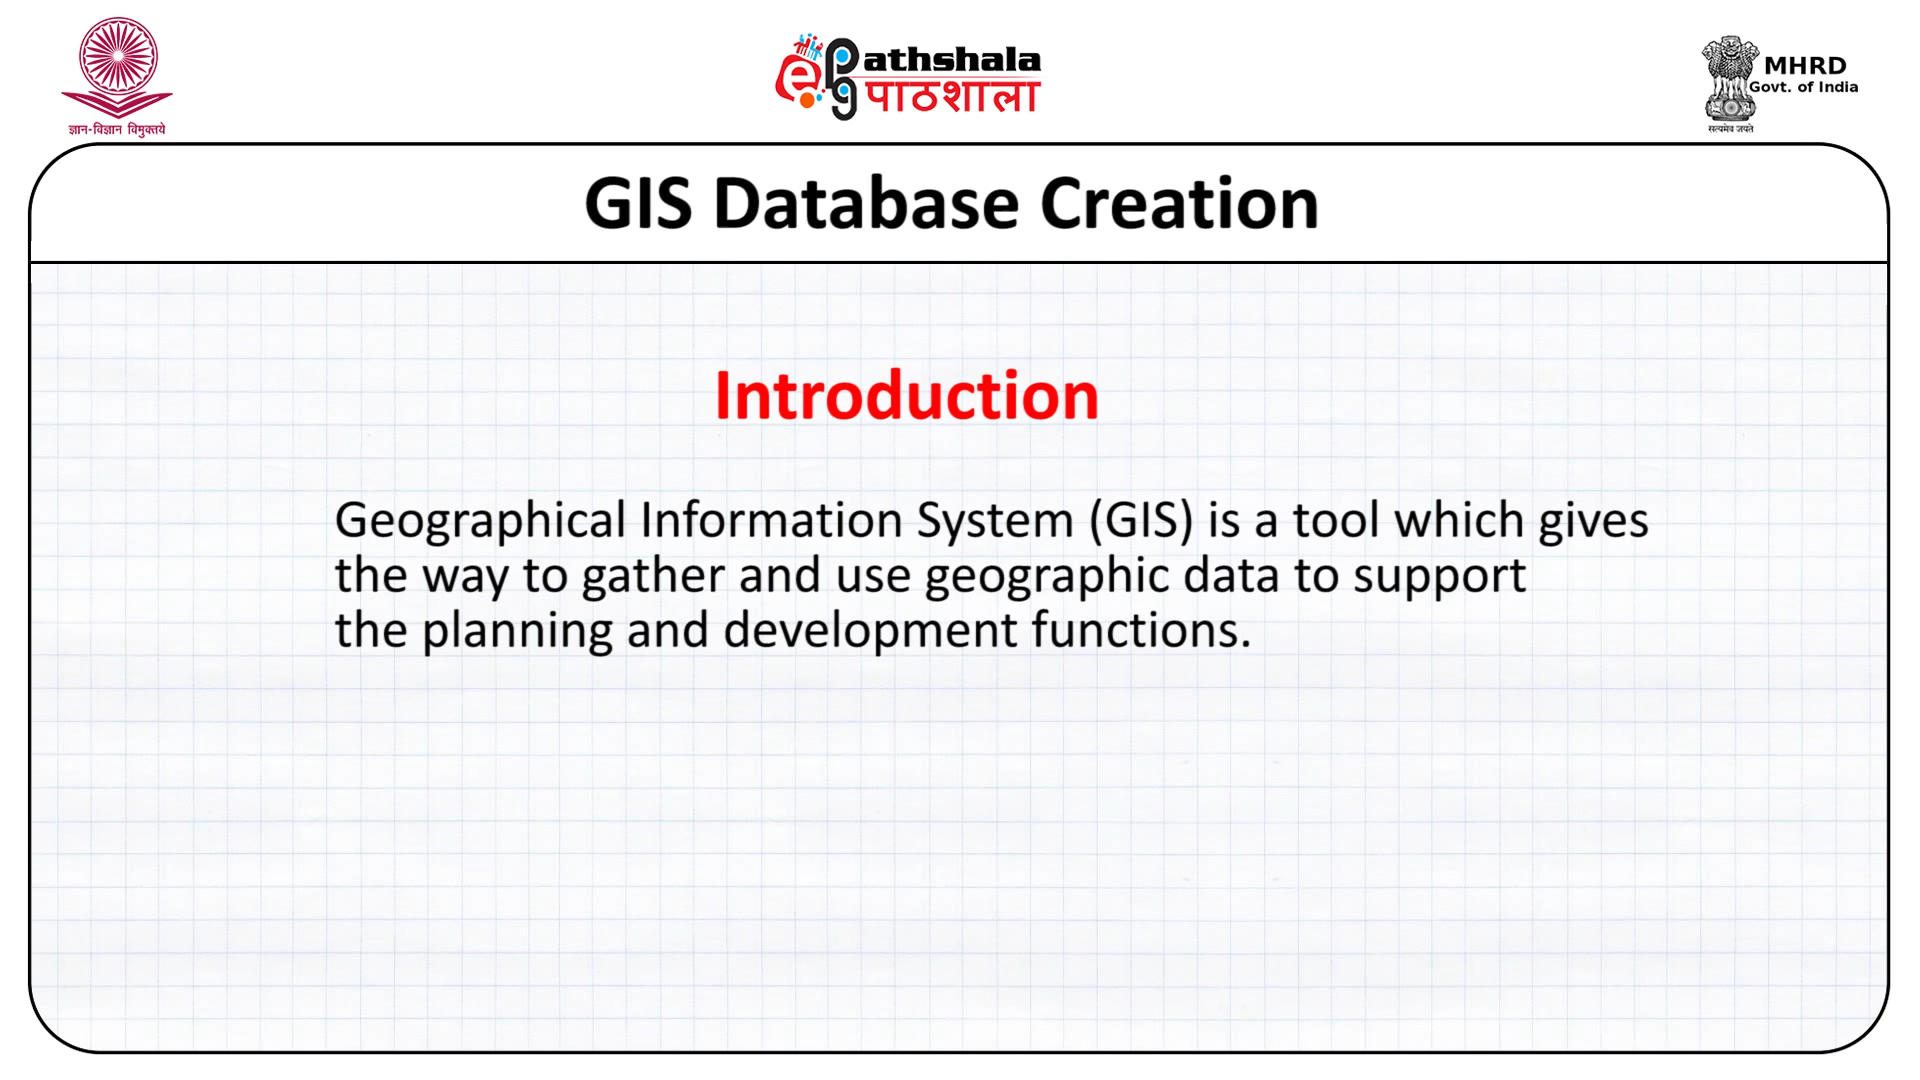 ज्ञान-विज्ञान विमुक्तये
e PG athshala
पाठशाला
MHRD
Govt. of India
सत्यमेव जयते
GIS Database Creation
Introduction
Geographical Information System (GIS) is a tool which gives
the way to gather and use geographic data to support
the planning and development functions.